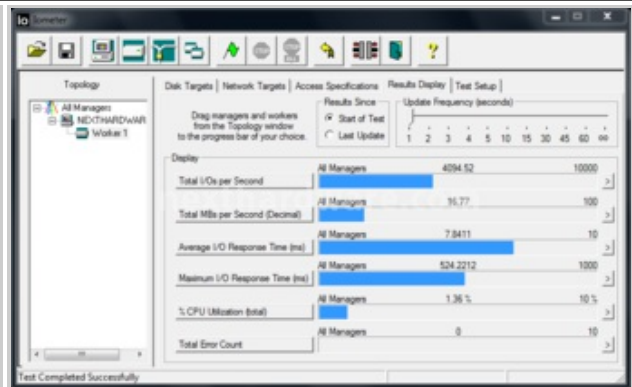 Iometer
Topology
All Managers
NEXTHARDWAR
Worker 1
Disk Targets
Network Targets
Access Specifications
Results Display
Test Setup
Drag managers and workers
from the Topology window
to the progress bar of your choice.
Results Since
Start of Test
Last Update
Update Frequency (seconds)
1 2 3 4 5 10 15 30 45 60 ∞
Display
All Managers 4094.52 10000
Total I/Os per Second >
All Managers 16.77 100
Total MBs per Second (Decimal) >
All Managers 7.8411 10
Average I/O Response Time (ms) >
All Managers 524.2212 1000
Maximum I/O Response Time (ms) >
All Managers 1.36 % 10 %
% CPU Utilization (total) >
All Managers 0 10
Total Error Count >
Test Completed Successfully